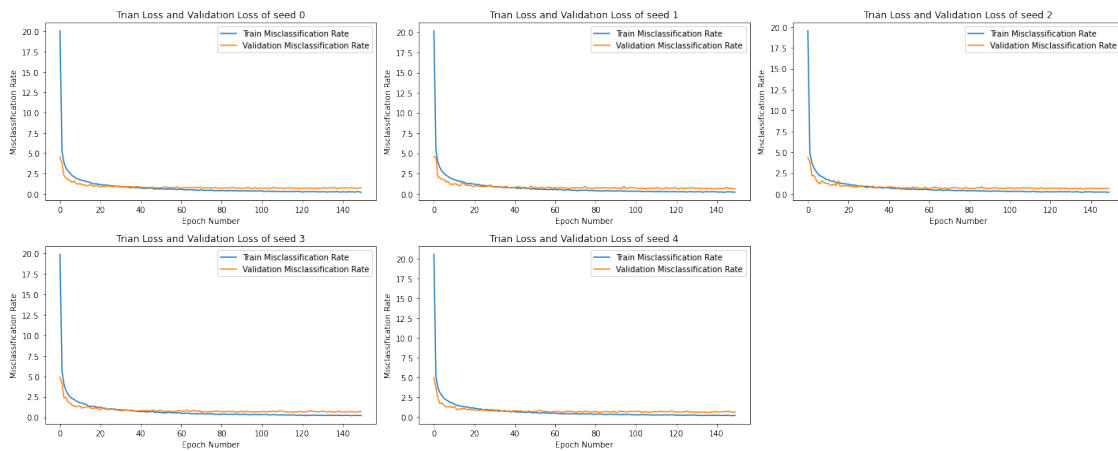 Trian Loss and Validation Loss of seed 0
Misclassification Rate
20.0
17.5
15.0
12.5
10.0
7.5
5.0
2.5
0.0
Train Misclassification Rate
Validation Misclassification Rate
0 20 40 60 80 100 120 140
Epoch Number
Trian Loss and Validation Loss of seed 1
Misclassification Rate
20.0
17.5
15.0
12.5
10.0
7.5
5.0
2.5
0.0
Train Misclassification Rate
Validation Misclassification Rate
0 20 40 60 80 100 120 140
Epoch Number
Trian Loss and Validation Loss of seed 2
Misclassification Rate
20.0
17.5
15.0
12.5
10.0
7.5
5.0
2.5
0.0
Train Misclassification Rate
Validation Misclassification Rate
0 20 40 60 80 100 120 140
Epoch Number
Trian Loss and Validation Loss of seed 3
Misclassification Rate
20.0
17.5
15.0
12.5
10.0
7.5
5.0
2.5
0.0
Train Misclassification Rate
Validation Misclassification Rate
0 20 40 60 80 100 120 140
Epoch Number
Trian Loss and Validation Loss of seed 4
Misclassification Rate
20.0
17.5
15.0
12.5
10.0
7.5
5.0
2.5
0.0
Train Misclassification Rate
Validation Misclassification Rate
0 20 40 60 80 100 120 140
Epoch Number